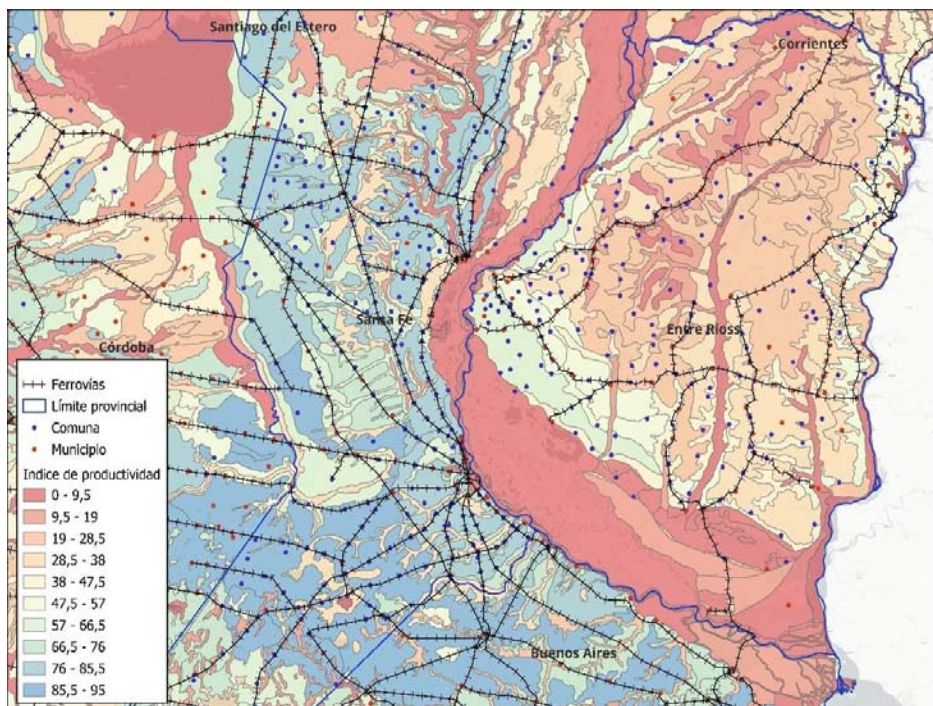 Santiago del Estero
Corrientes
Santa Fe
Entre Rioss
Córdoba
Buenos Aires
Ferrovías
Límite provincial
Comuna
Municipio
Indice de productividad
0 - 9,5
9,5 - 19
19 - 28,5
28,5 - 38
38 - 47,5
47,5 - 57
57 - 66,5
66,5 - 76
76 - 85,5
85,5 - 95